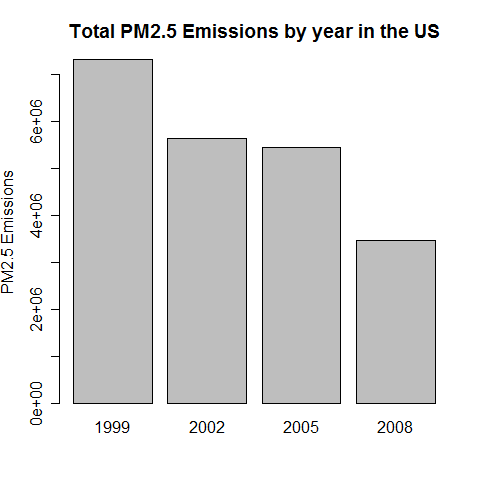 Total PM2.5 Emissions by year in the US
PM2.5 Emissions
6e+06
4e+06
2e+06
0e+00
1999 2002 2005 2008